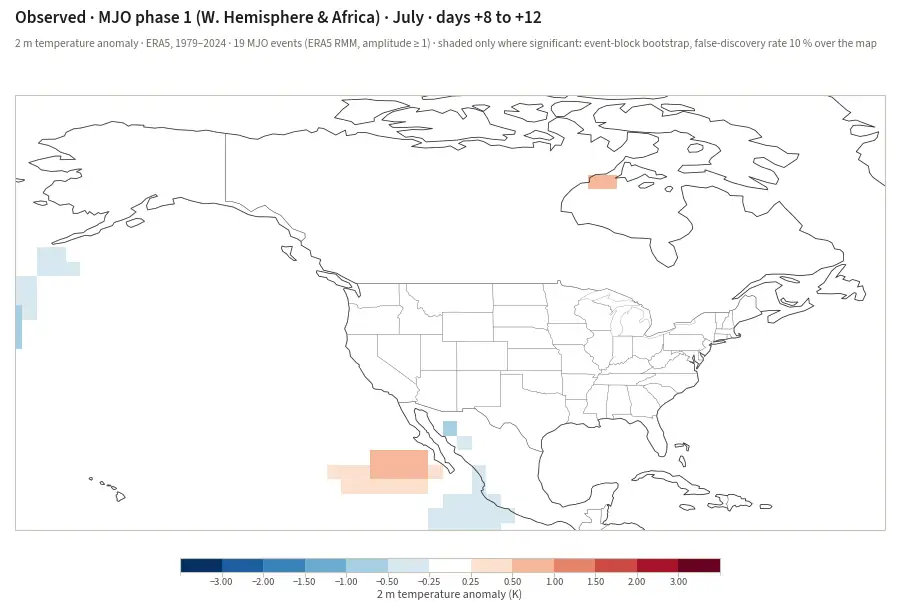 Observed · MJO phase 1 (W. Hemisphere & Africa) · July · days +8 to +12
2 m temperature anomaly · ERA5, 1979–2024 · 19 MJO events (ERA5 RMM, amplitude ≥ 1) · shaded only where significant: event-block bootstrap, false-discovery rate 10 % over the map
−3.00 −2.00 −1.50 −1.00 −0.50 −0.25 0.25 0.50 1.00 1.50 2.00 3.00
2 m temperature anomaly (K)